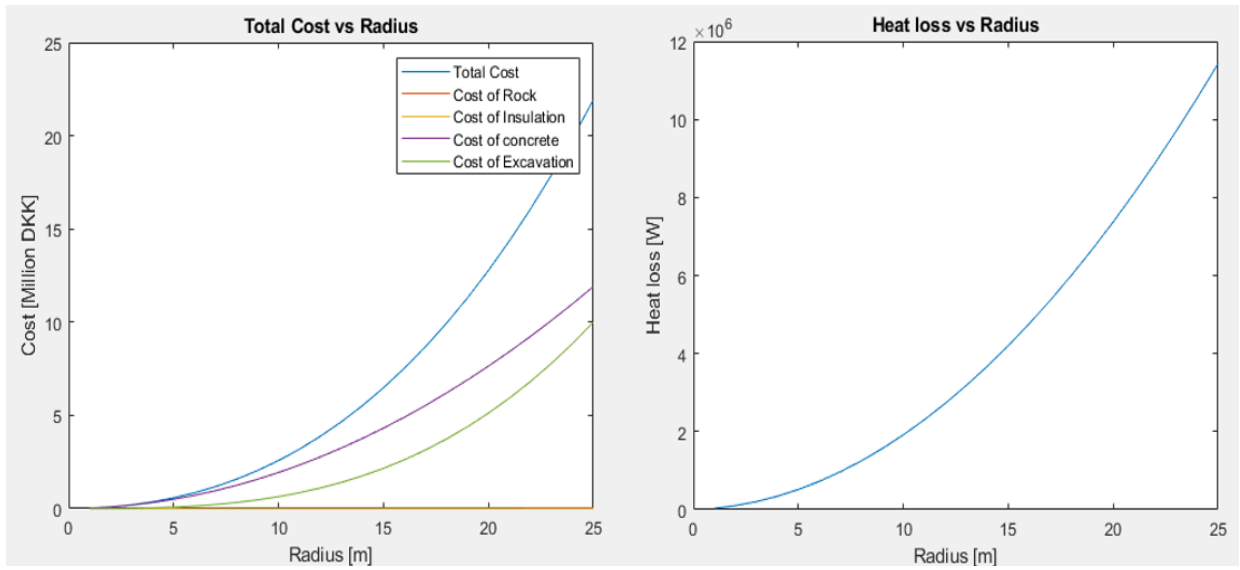 Total Cost vs Radius
25
20
15
10
5
0
Cost [Million DKK]
Total Cost
Cost of Rock
Cost of Insulation
Cost of concrete
Cost of Excavation
0 5 10 15 20 25
Radius [m]
Heat loss vs Radius
×10⁶
12
10
8
6
4
2
0
Heat loss [W]
0 5 10 15 20 25
Radius [m]